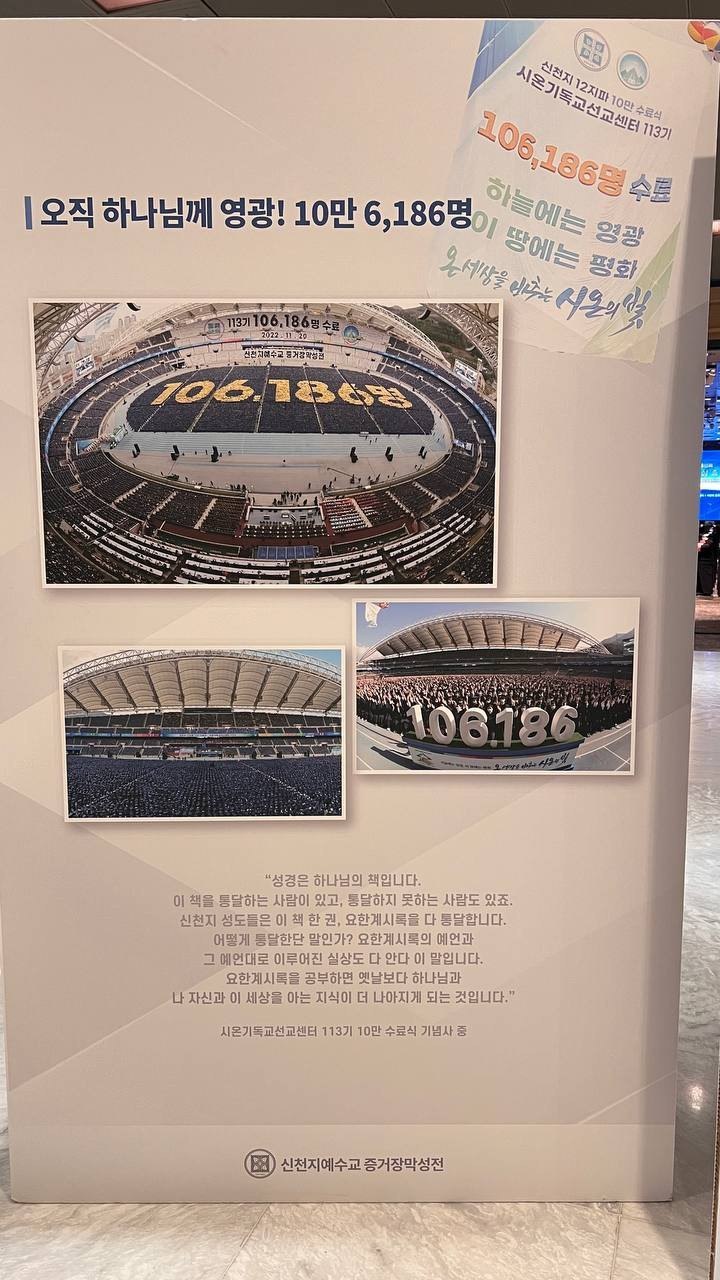 신천지 12지파 10만 수료식
시온기독교선교센터 113기
106,186명 수료
하늘에는 영광
이 땅에는 평화
온 세상을 비추는 시온의 빛
오직 하나님께 영광! 10만 6,186명
113기 106,186명 수료
2022. 11. 20
신천지예수교 증거장막성전
106.186명
106.186
“성경은 하나님의 책입니다.
이 책을 통달하는 사람이 있고, 통달하지 못하는 사람도 있죠.
신천지 성도들은 이 책 한 권, 요한계시록을 다 통달합니다.
어떻게 통달한단 말인가? 요한계시록의 예언과
그 예언대로 이루어진 실상도 다 안다 이 말입니다.
요한계시록을 공부하면 옛날보다 하나님과
나 자신과 이 세상을 아는 지식이 더 나아지게 되는 것입니다.”
시온기독교선교센터 113기 10만 수료식 기념사 중
신천지예수교 증거장막성전